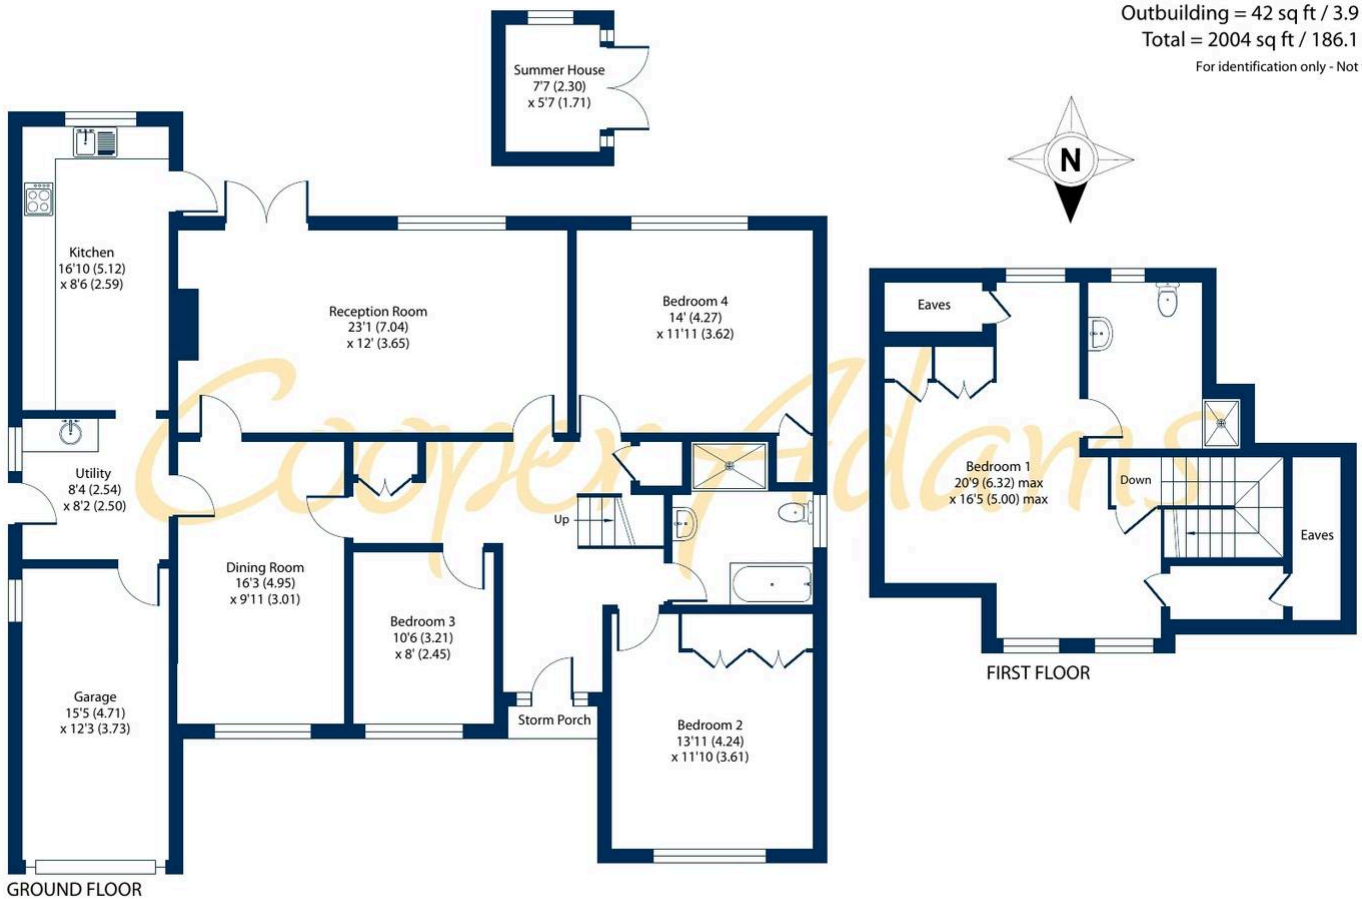 Outbuilding = 42 sq ft / 3.9
Total = 2004 sq ft / 186.1
For identification only - Not
Summer House
7'7 (2.30)
x 5'7 (1.71)
N
Kitchen
16'10 (5.12)
x 8'6 (2.59)
Reception Room
23'1 (7.04)
x 12' (3.65)
Bedroom 4
14' (4.27)
x 11'11 (3.62)
Eaves
Cooper Adams
Utility
8'4 (2.54)
x 8'2 (2.50)
Bedroom 1
20'9 (6.32) max
x 16'5 (5.00) max
Down
Up
Eaves
Dining Room
16'3 (4.95)
x 9'11 (3.01)
Bedroom 3
10'6 (3.21)
x 8' (2.45)
FIRST FLOOR
Garage
15'5 (4.71)
x 12'3 (3.73)
Storm Porch
Bedroom 2
13'11 (4.24)
x 11'10 (3.61)
GROUND FLOOR